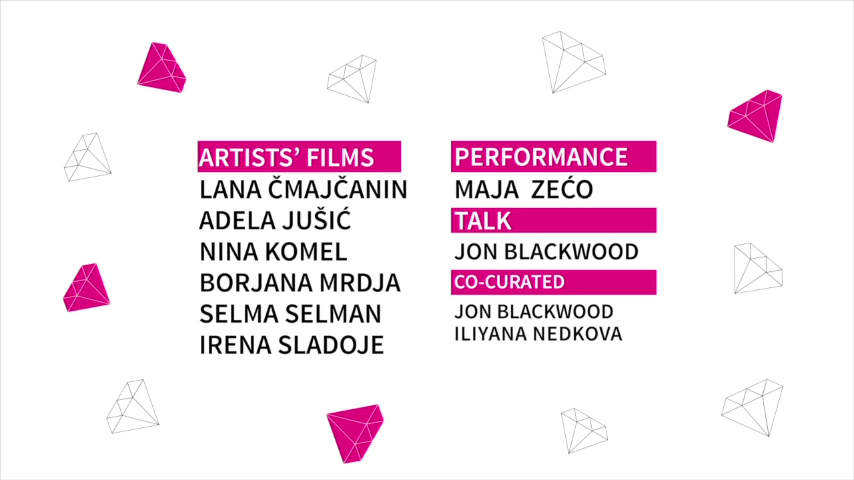 ARTISTS' FILMS
LANA ČMAJČANIN
ADELA JUŠIĆ
NINA KOMEL
BORJANA MRDJA
SELMA SELMAN
IRENA SLADOJE
PERFORMANCE
MAJA ZEĆO
TALK
JON BLACKWOOD
CO-CURATED
JON BLACKWOOD
ILIYANA NEDKOVA